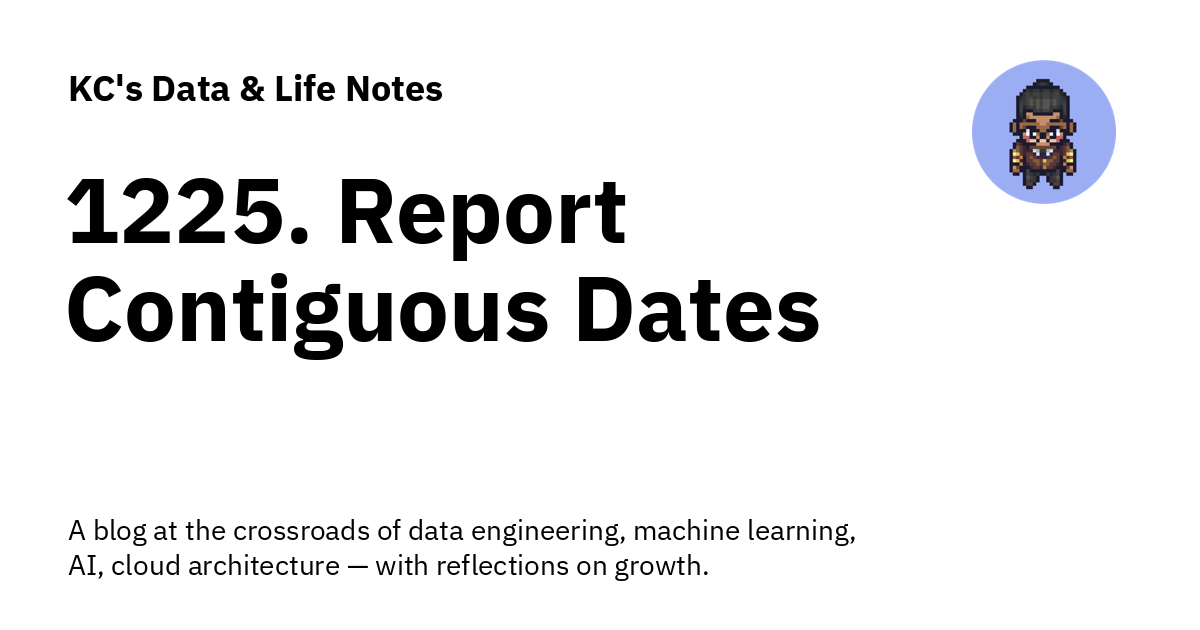 KC's Data & Life Notes
1225. Report
Contiguous Dates
A blog at the crossroads of data engineering, machine learning,
AI, cloud architecture — with reflections on growth.